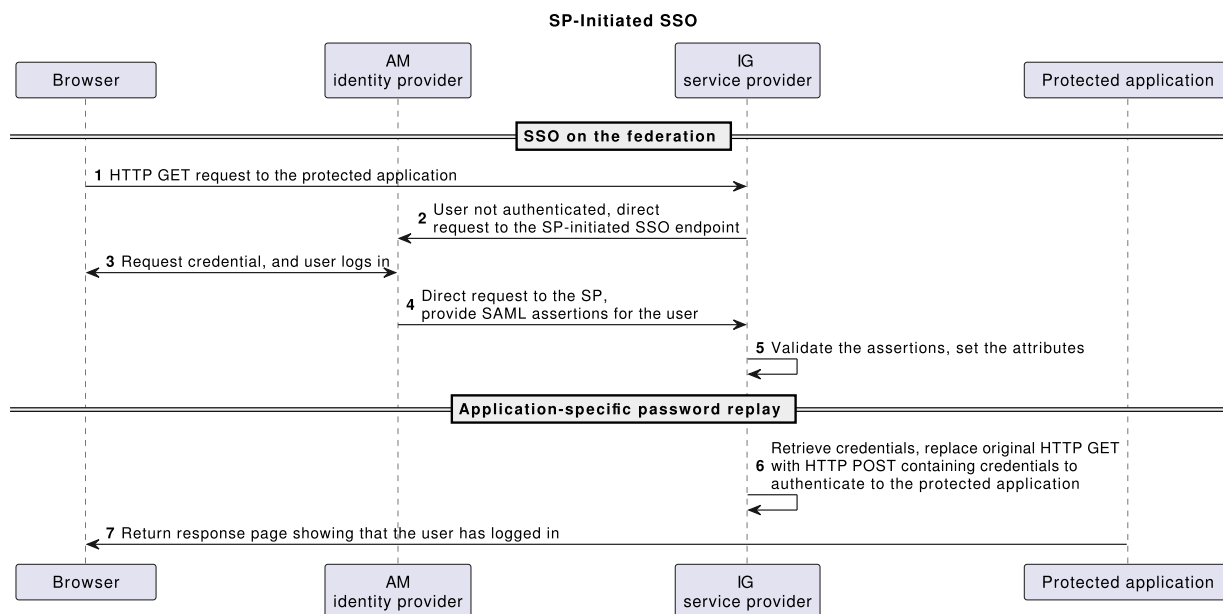 SP-Initiated SSO
Browser
AM
identity provider
IG
service provider
Protected application
SSO on the federation
1 HTTP GET request to the protected application
2 User not authenticated, direct
request to the SP-initiated SSO endpoint
3 Request credential, and user logs in
4 Direct request to the SP,
provide SAML assertions for the user
5 Validate the assertions, set the attributes
Application-specific password replay
Retrieve credentials, replace original HTTP GET
6 with HTTP POST containing credentials to
authenticate to the protected application
7 Return response page showing that the user has logged in
Browser
AM
identity provider
IG
service provider
Protected application